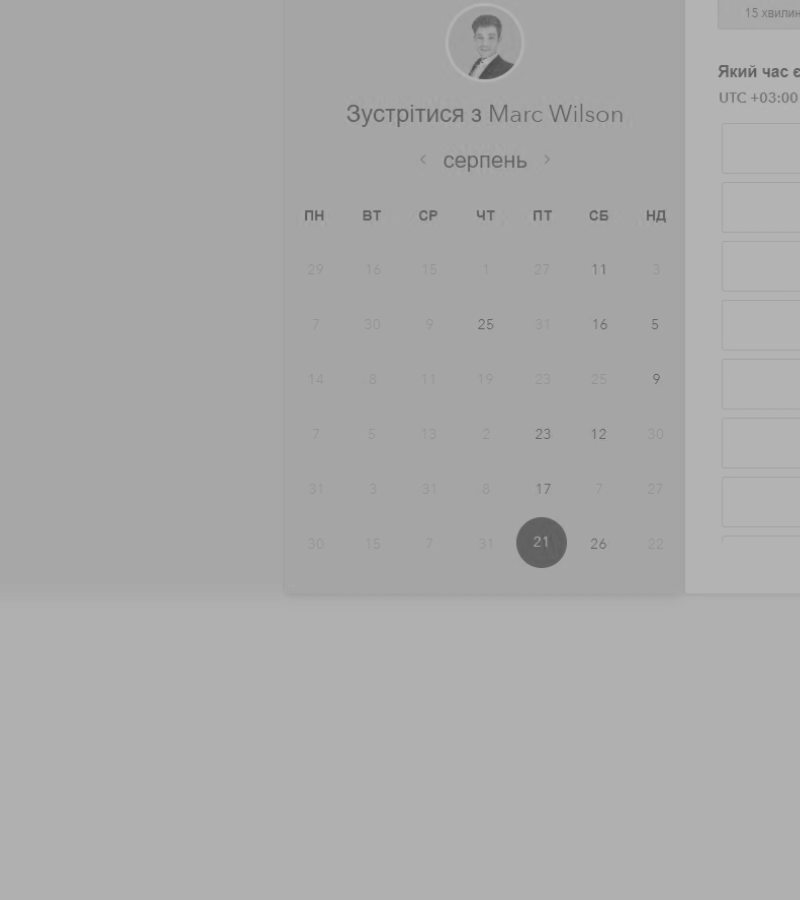 15 хвилин
Зустрітися з Marc Wilson
Який час є
UTC +03:00
‹ серпень ›
ПН ВТ СР ЧТ ПТ СБ НД
29 16 15 1 27 11 3
7 30 9 25 31 16 5
14 8 11 19 23 25 9
7 5 13 2 23 12 30
31 3 31 8 17 7 27
30 15 7 31 21 26 22